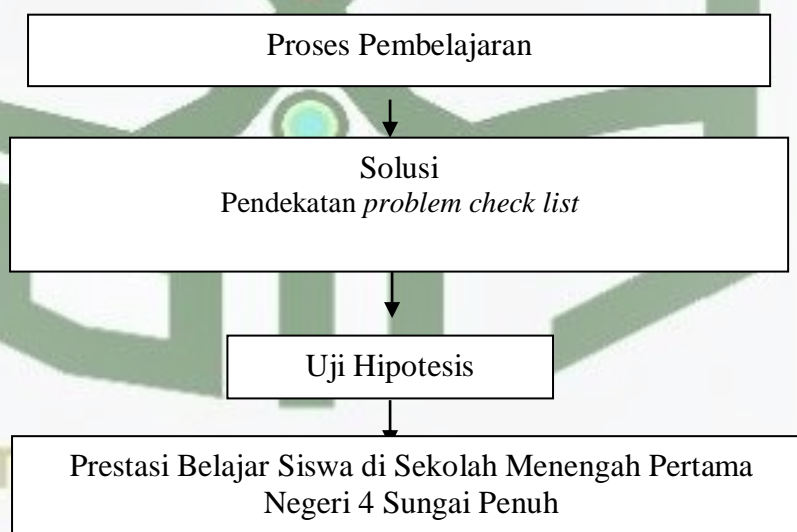 Proses Pembelajaran
Solusi
Pendekatan problem check list
Uji Hipotesis
Prestasi Belajar Siswa di Sekolah Menengah Pertama
Negeri 4 Sungai Penuh